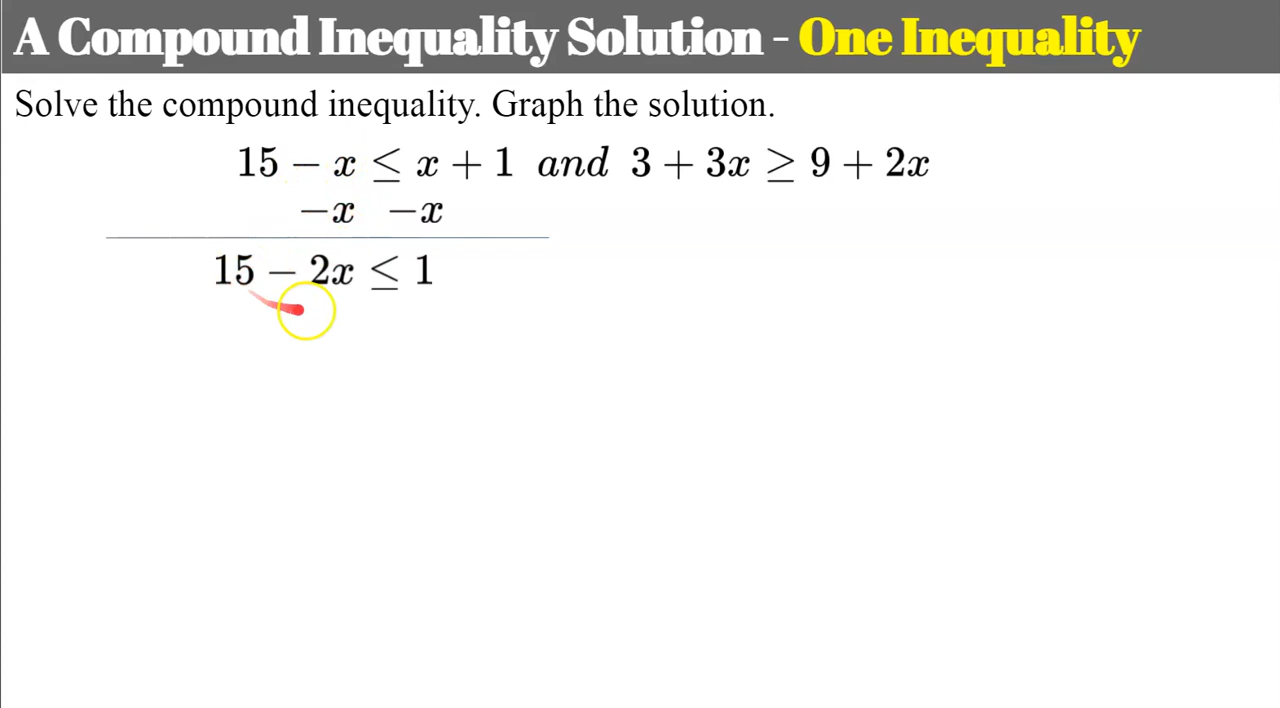 A Compound Inequality Solution - One Inequality
Solve the compound inequality. Graph the solution.
15 − x ≤ x + 1 and 3 + 3x ≥ 9 + 2x
−x −x
15 − 2x ≤ 1